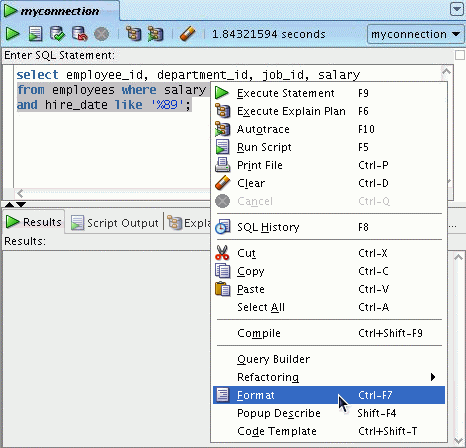 myconnection
1.84321594 seconds
myconnection
Enter SQL Statement:
select employee_id, department_id, job_id, salary
from employees where salary
and hire_date like '%89';
Execute Statement F9
Execute Explain Plan F6
Autotrace F10
Run Script F5
Print File Ctrl-P
Clear Ctrl-D
Cancel Ctrl-Q
SQL History F8
Cut Ctrl-X
Copy Ctrl-C
Paste Ctrl-V
Select All Ctrl-A
Compile Ctrl+Shift-F9
Query Builder
Refactoring
Format Ctrl-F7
Popup Describe Shift-F4
Code Template Ctrl+Shift-T
Results Script Output Expla
...
Results: